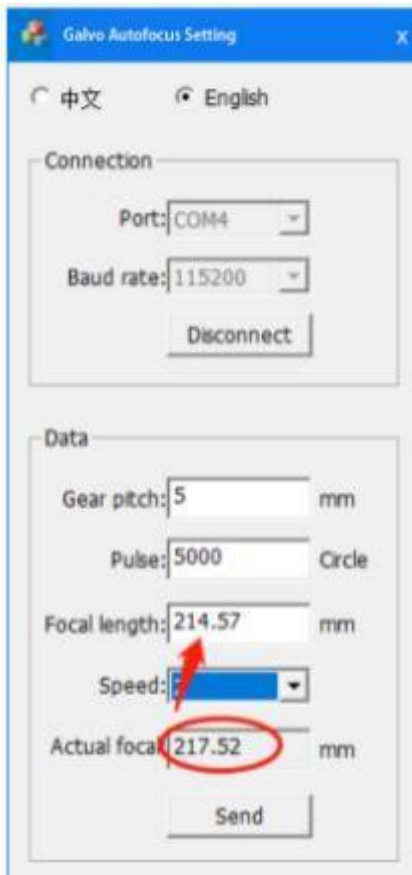 Galvo Autofocus Setting X
中文 English
Connection
Port: COM4
Baud rate: 115200
Disconnect
Data
Gear pitch: 5 mm
Pulse: 5000 Circle
Focal length: 214.57 mm
Speed:
Actual focal 217.52 mm
Send